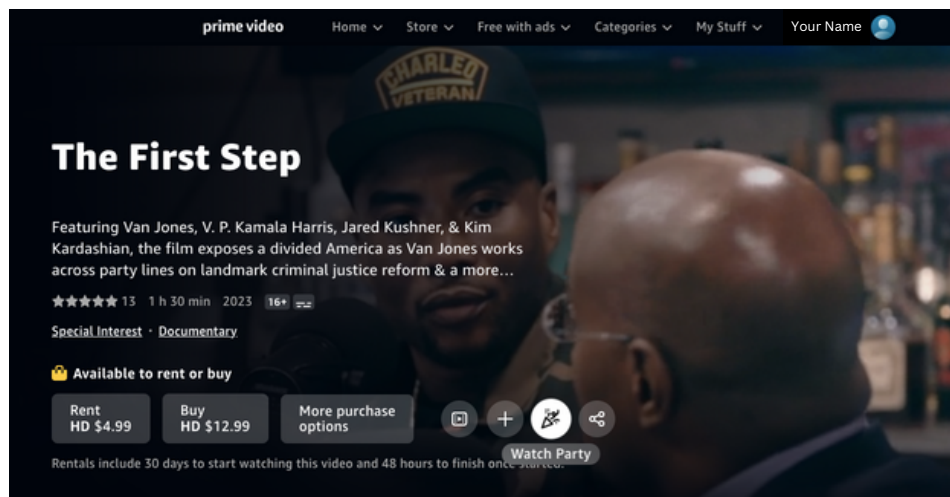 prime video
Home
Store
Free with ads
Categories
My Stuff
Your Name
CHARLEO
VETERAN
The First Step
Featuring Van Jones, V. P. Kamala Harris, Jared Kushner, & Kim
Kardashian, the film exposes a divided America as Van Jones works
across party lines on landmark criminal justice reform & a more...
13 1 h 30 min 2023 16+
Special Interest · Documentary
Available to rent or buy
Rent
HD $4.99
Buy
HD $12.99
More purchase
options
Watch Party
Rentals include 30 days to start watching this video and 48 hours to finish once started.